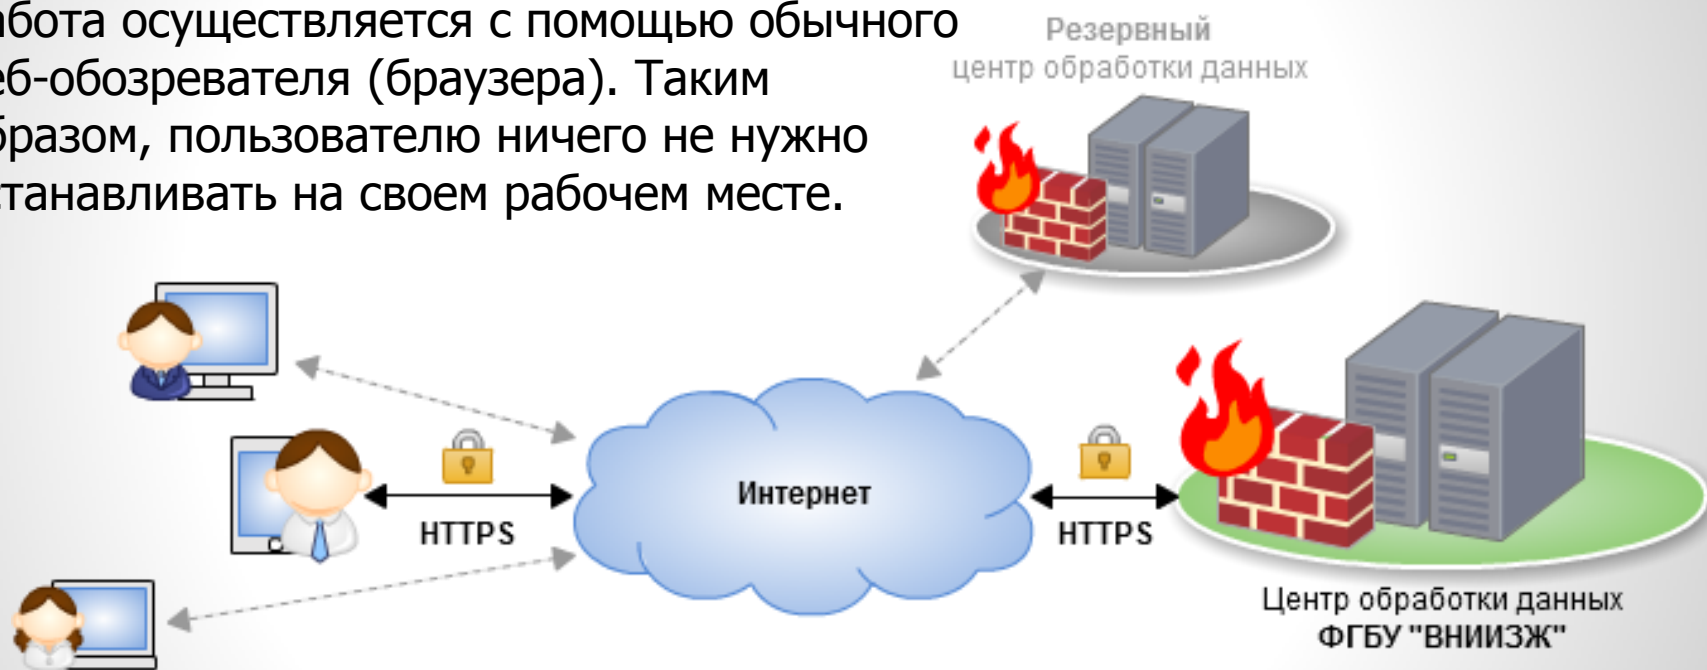 абота осуществляется с помощью обычного
еб-обозревателя (браузера). Таким
бразом, пользователю ничего не нужно
станавливать на своем рабочем месте.
Резервный
центр обработки данных
Интернет
HTTPS
HTTPS
Центр обработки данных
ФГБУ "ВНИИЗЖ"